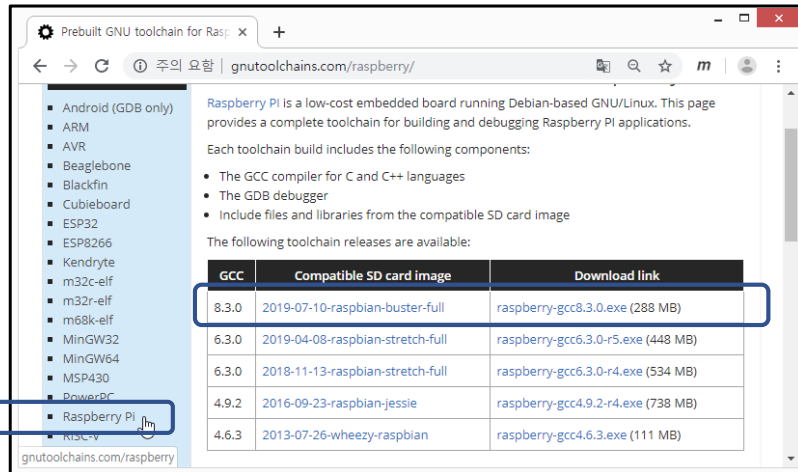 Prebuilt GNU toolchain for Rasp
주의 요함 gnutoolchains.com/raspberry/
m
Android (GDB only)
ARM
AVR
Beaglebone
Blackfin
Cubieboard
ESP32
ESP8266
Kendryte
m32c-elf
m32r-elf
m68k-elf
MinGW32
MinGW64
MSP430
PowerPC
Raspberry Pi
RISC-V
gnutoolchains.com/raspberry
Raspberry PI is a low-cost embedded board running Debian-based GNU/Linux. This page
provides a complete toolchain for building and debugging Raspberry PI applications.
Each toolchain build includes the following components:
The GCC compiler for C and C++ languages
The GDB debugger
Include files and libraries from the compatible SD card image
The following toolchain releases are available:
GCC Compatible SD card image Download link
8.3.0 2019-07-10-raspbian-buster-full raspberry-gcc8.3.0.exe (288 MB)
6.3.0 2019-04-08-raspbian-stretch-full raspberry-gcc6.3.0-r5.exe (448 MB)
6.3.0 2018-11-13-raspbian-stretch-full raspberry-gcc6.3.0-r4.exe (534 MB)
4.9.2 2016-09-23-raspbian-jessie raspberry-gcc4.9.2-r4.exe (738 MB)
4.6.3 2013-07-26-wheezy-raspbian raspberry-gcc4.6.3.exe (111 MB)